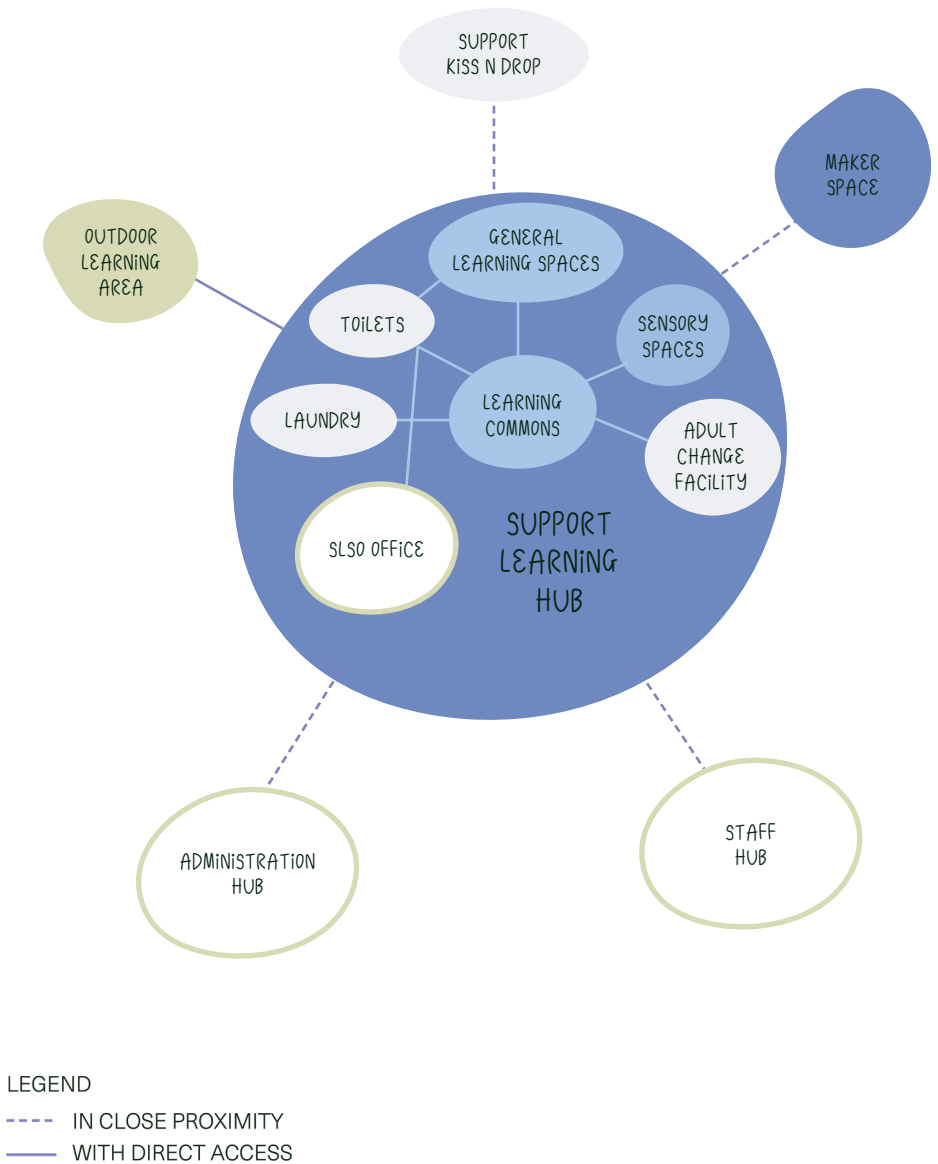 SUPPORT
KISS N DROP
MAKER
SPACE
OUTDOOR
LEARNING
AREA
GENERAL
LEARNING SPACES
TOILETS
SENSORY
SPACES
LEARNING
COMMONS
LAUNDRY
ADULT
CHANGE
FACILITY
SLSO OFFICE
SUPPORT
LEARNING
HUB
ADMINISTRATION
HUB
STAFF
HUB
LEGEND
IN CLOSE PROXIMITY
WITH DIRECT ACCESS